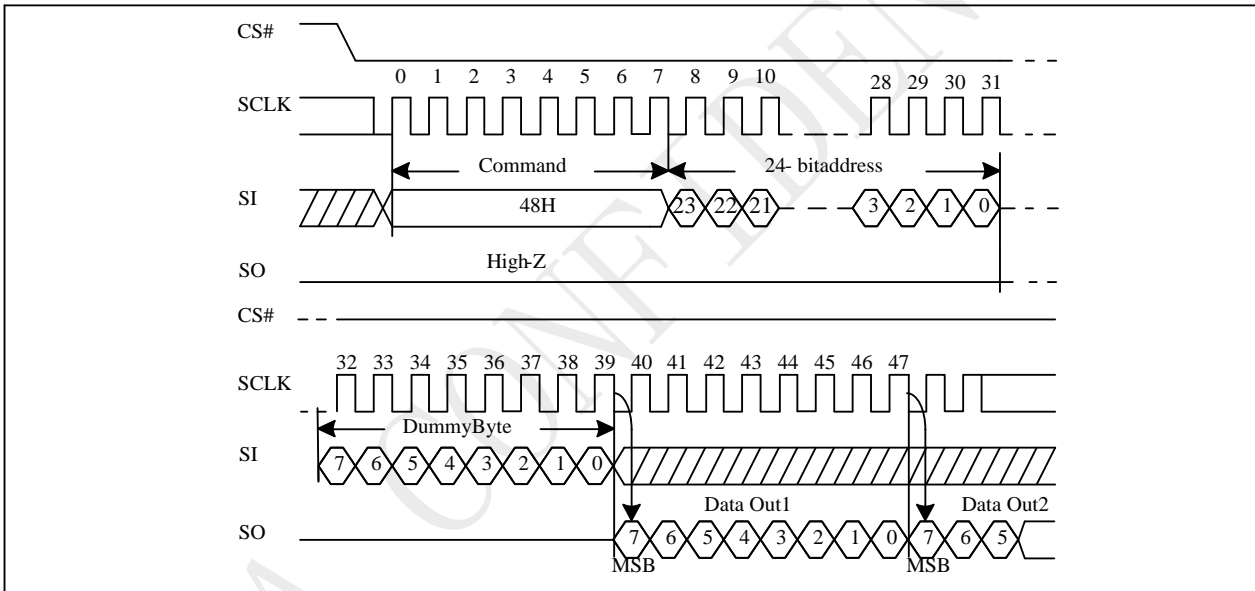 CS#
0 1 2 3 4 5 6 7 8 9 10 28 29 30 31
SCLK
Command 24- bitaddress
SI 48H 23 22 21 3 2 1 0
High-Z
SO
CS#
32 33 34 35 36 37 38 39 40 41 42 43 44 45 46 47
SCLK
DummyByte
SI 7 6 5 4 3 2 1 0
Data Out1 Data Out2
SO 7 6 5 4 3 2 1 0 7 6 5
MSB MSB